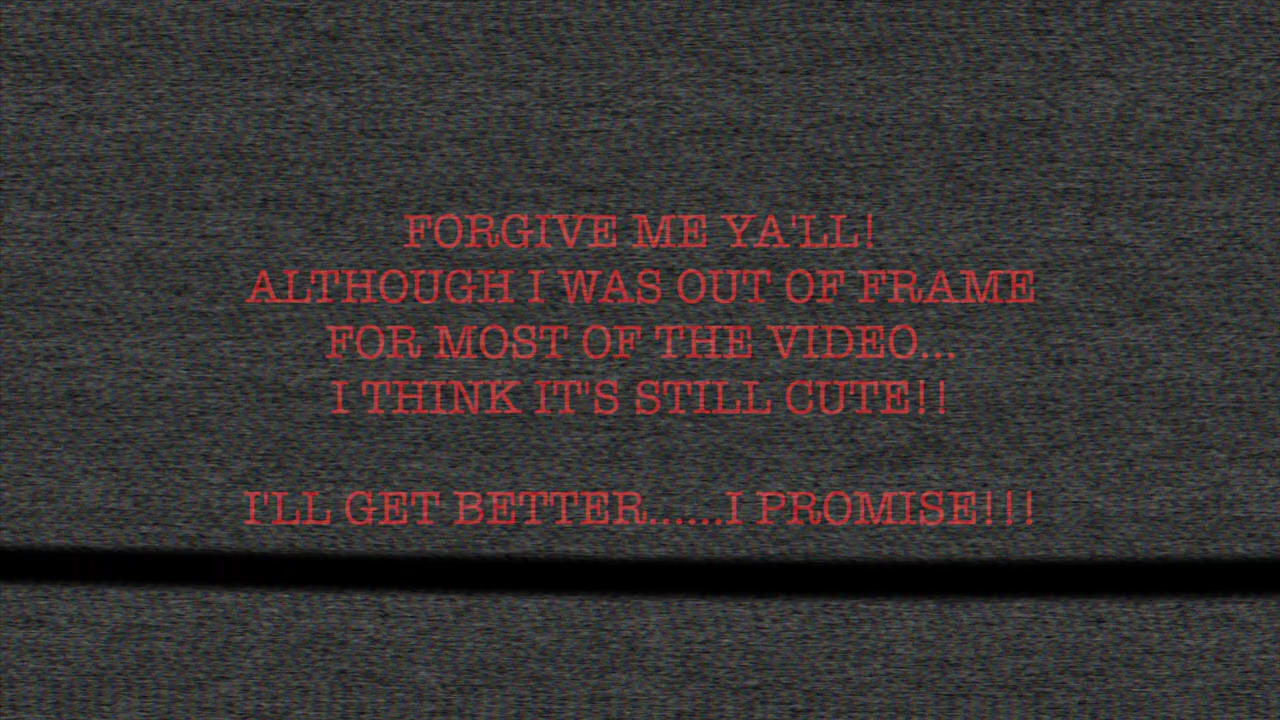 FORGIVE ME YA'LL!
ALTHOUGH I WAS OUT OF FRAME
FOR MOST OF THE VIDEO...
I THINK IT'S STILL CUTE!!
I'LL GET BETTER......I PROMISE!!!